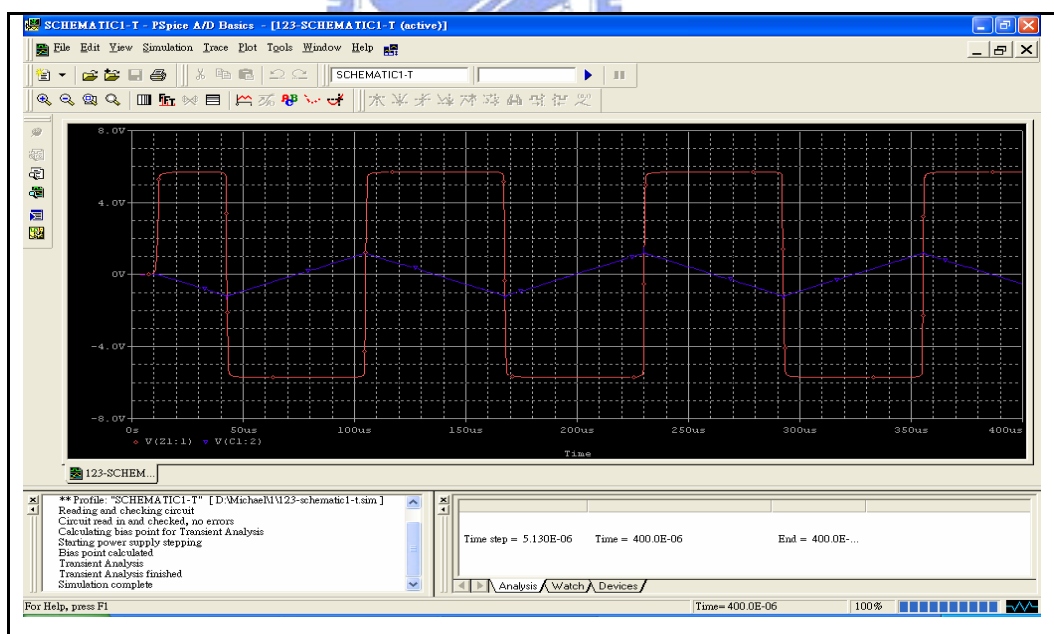 SCHEMATIC1-T - PSpice A/D Basics - [123-SCHEMATIC1-T (active)]
File Edit View Simulation Trace Plot Tools Window Help
SCHEMATIC1-T
FFT
8.0V
4.0V
0V
-4.0V
-8.0V
0s 50us 100us 150us 200us 250us 300us 350us 400us
V(Z1:1) V(C1:2)
Time
123-SCHEM...
** Profile: "SCHEMATIC1-T" [ D:\Michael\1\123-schematic1-t.sim ]
Reading and checking circuit
Circuit read in and checked, no errors
Calculating bias point for Transient Analysis
Starting power supply stepping
Bias point calculated
Transient Analysis
Transient Analysis finished
Simulation complete
Time step = 5.130E-06 Time = 400.0E-06 End = 400.0E-...
Analysis Watch Devices
For Help, press F1
Time= 400.0E-06 100%